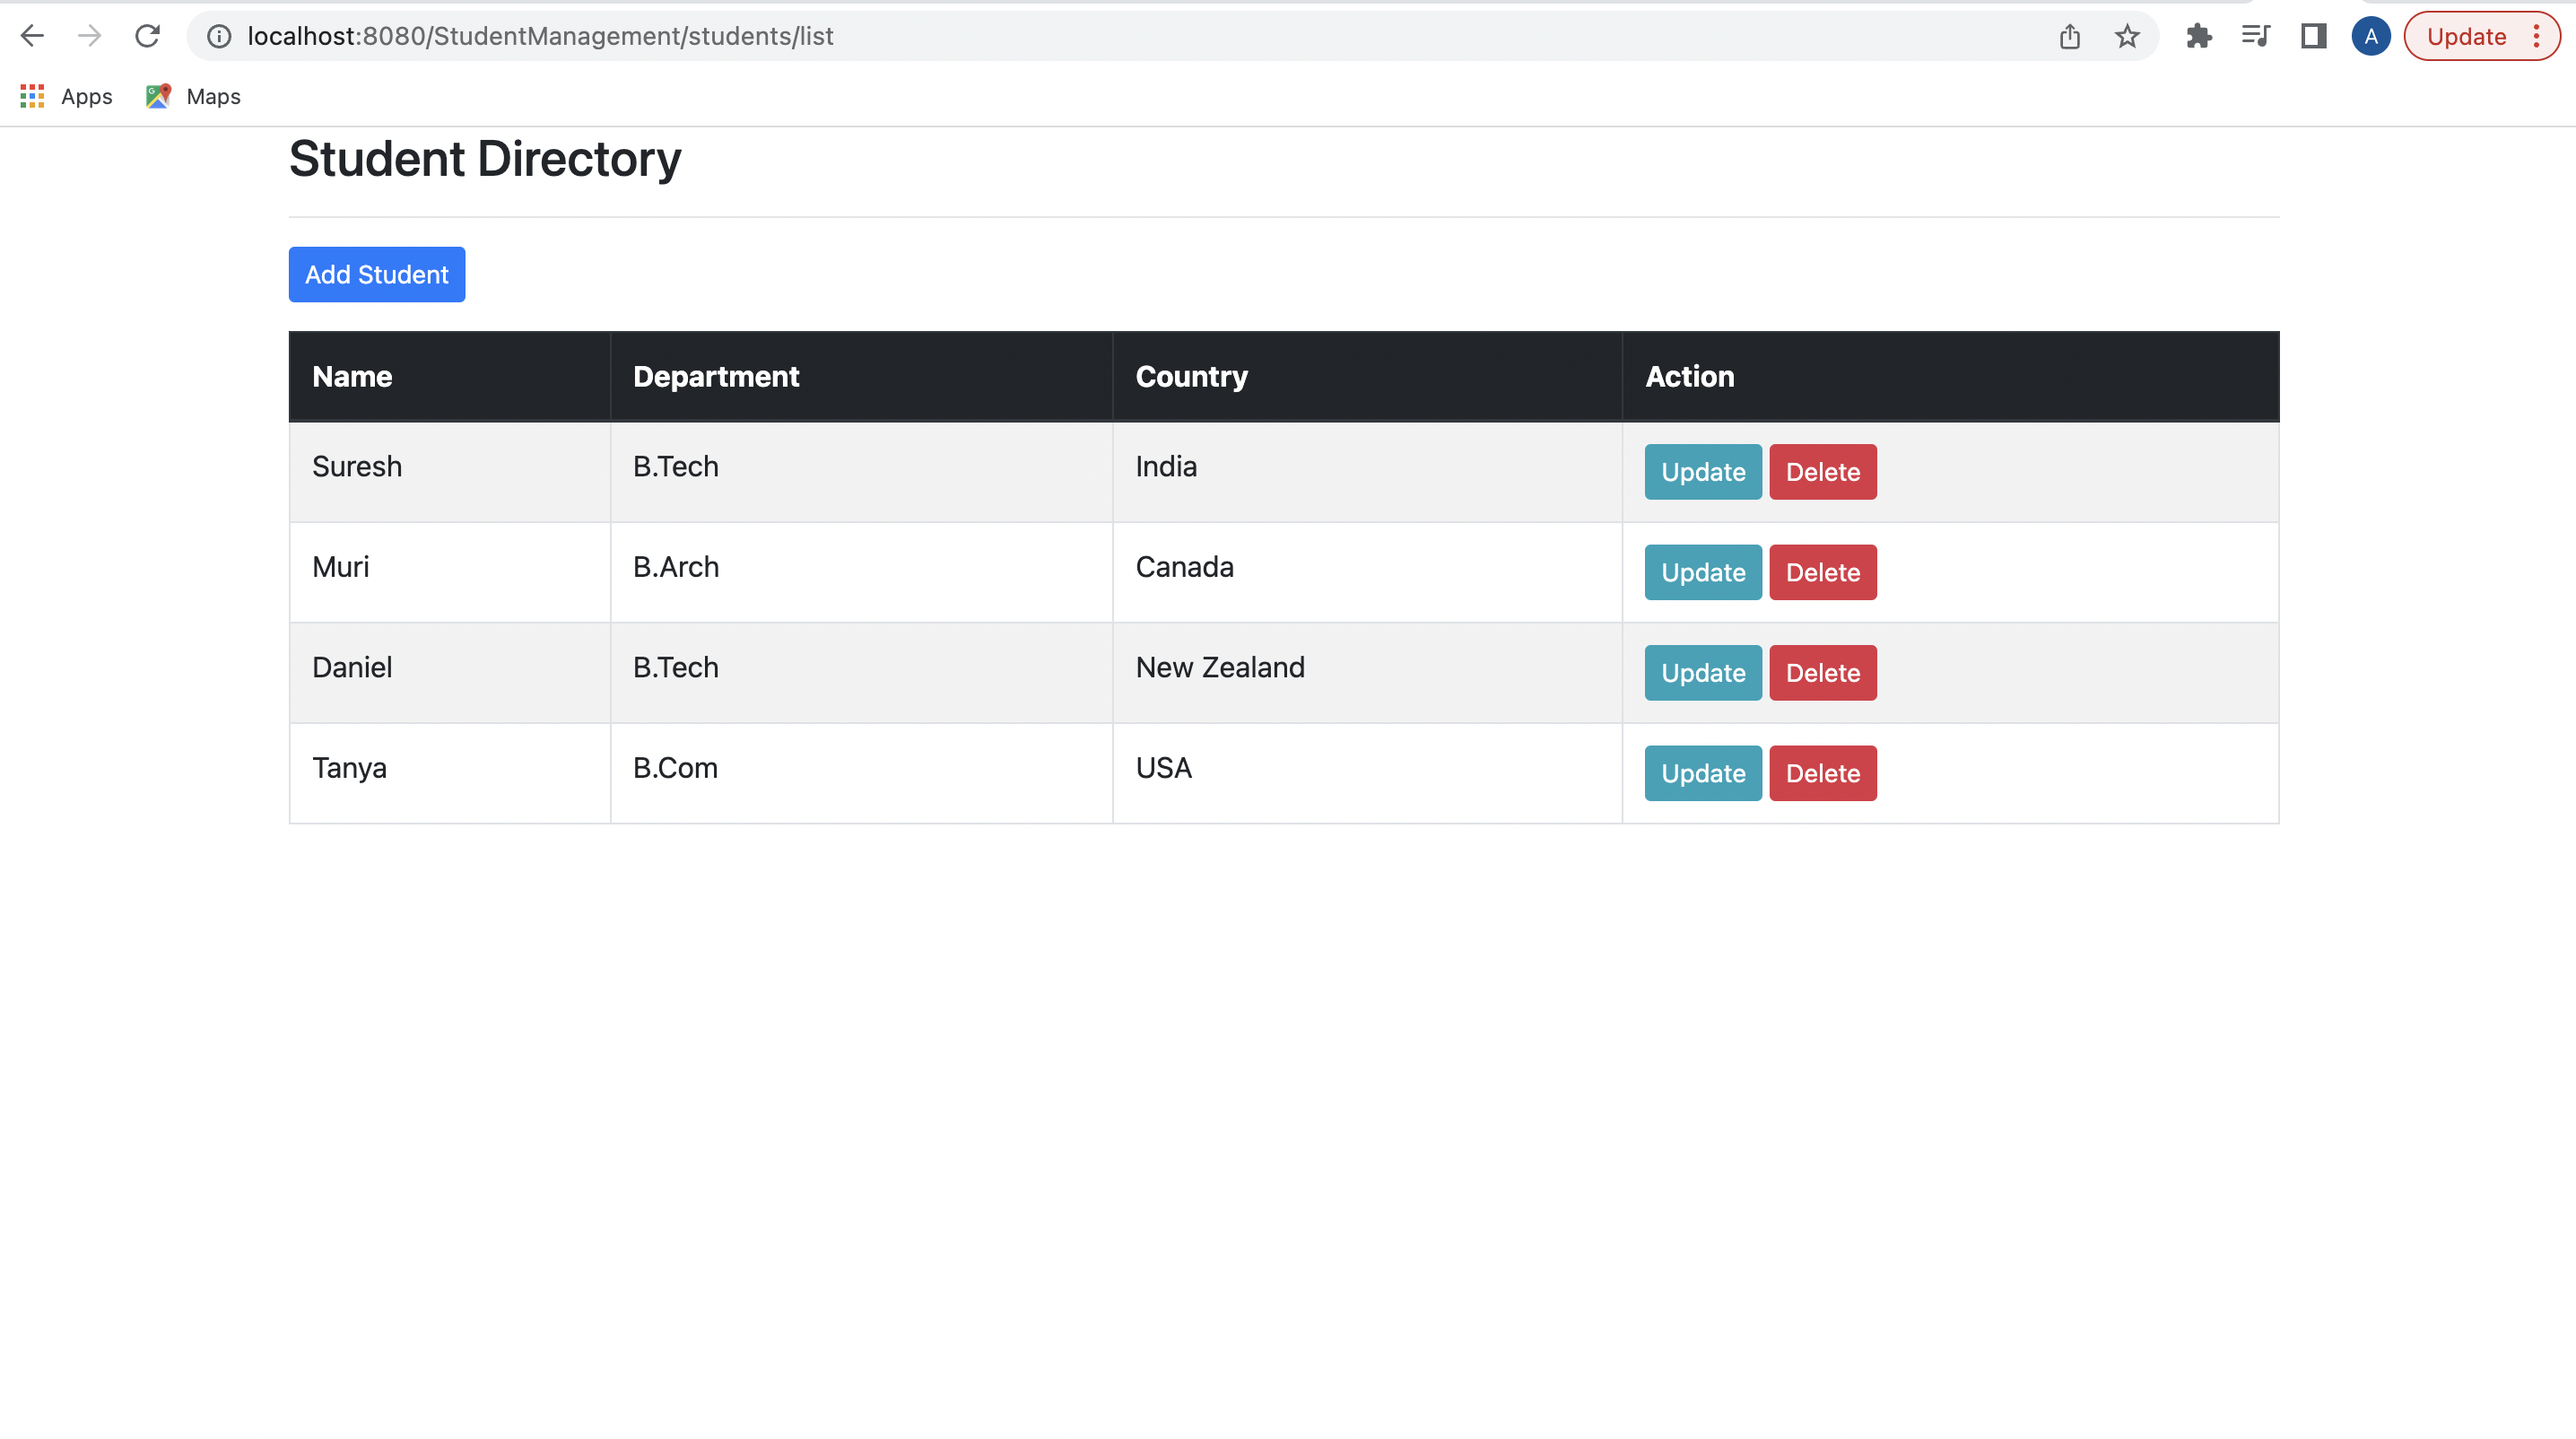 localhost:8080/StudentManagement/students/list A Update
Apps Maps
Student Directory
Add Student
Name Department Country Action
Suresh B.Tech India Update Delete
Muri B.Arch Canada Update Delete
Daniel B.Tech New Zealand Update Delete
Tanya B.Com USA Update Delete